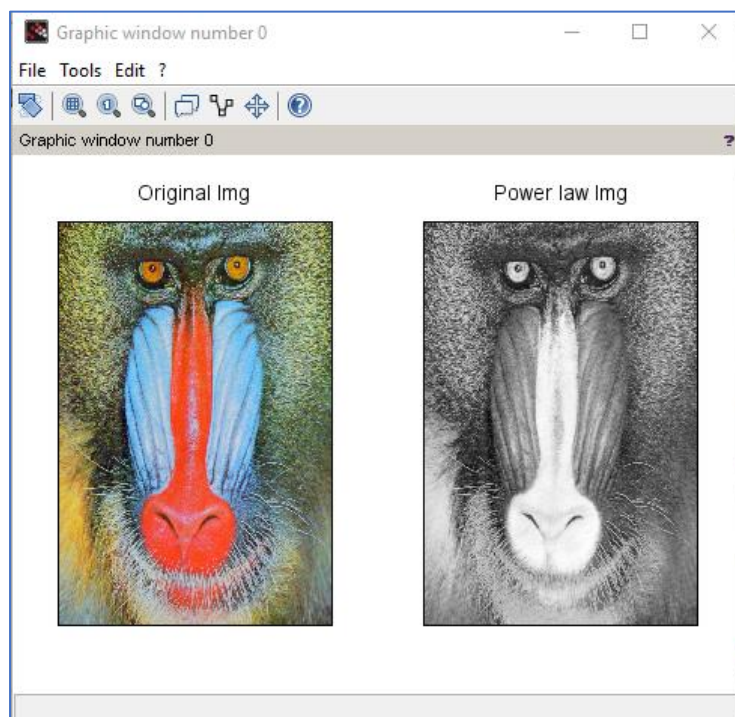 Graphic window number 0
File Tools Edit ?
Graphic window number 0 ?
Original Img Power law Img